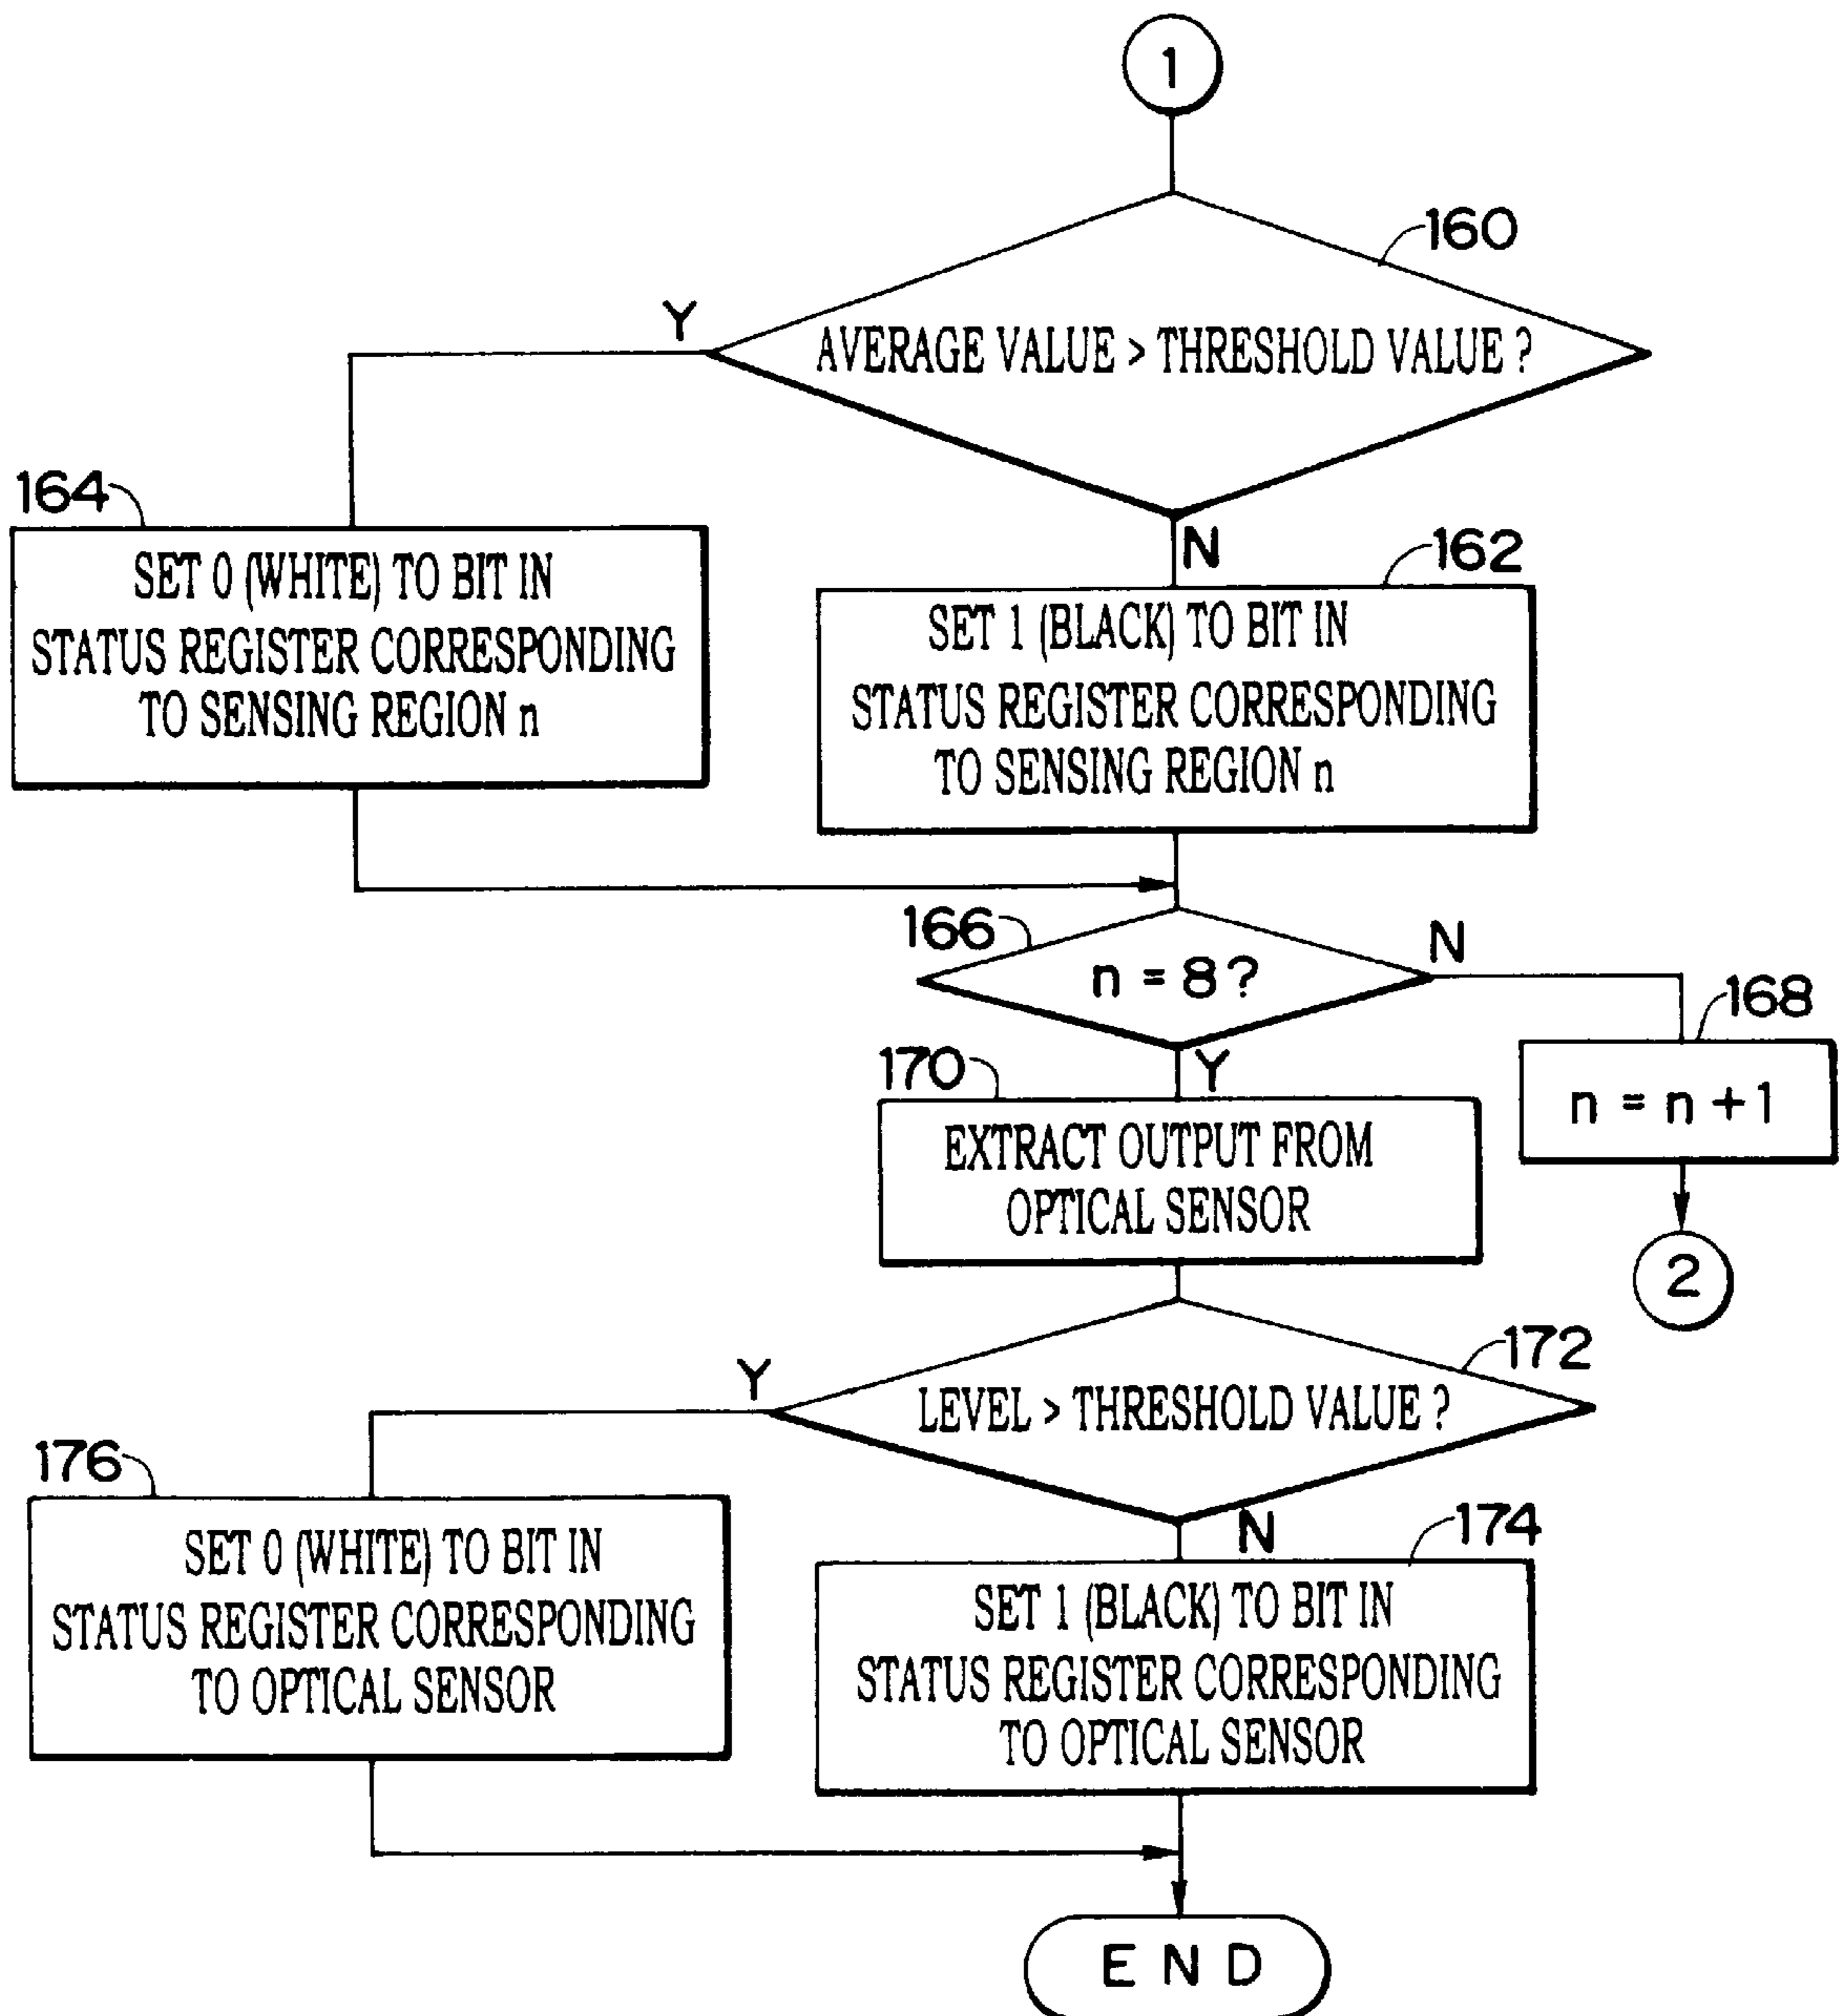 1
160
Y
AVERAGE VALUE > THRESHOLD VALUE ?
164
N
162
SET 0 (WHITE) TO BIT IN
STATUS REGISTER CORRESPONDING
TO SENSING REGION n
SET 1 (BLACK) TO BIT IN
STATUS REGISTER CORRESPONDING
TO SENSING REGION n
166
n = 8 ?
N
168
n = n + 1
2
170
Y
EXTRACT OUTPUT FROM
OPTICAL SENSOR
172
Y
LEVEL > THRESHOLD VALUE ?
176
N
174
SET 0 (WHITE) TO BIT IN
STATUS REGISTER CORRESPONDING
TO OPTICAL SENSOR
SET 1 (BLACK) TO BIT IN
STATUS REGISTER CORRESPONDING
TO OPTICAL SENSOR
E N D